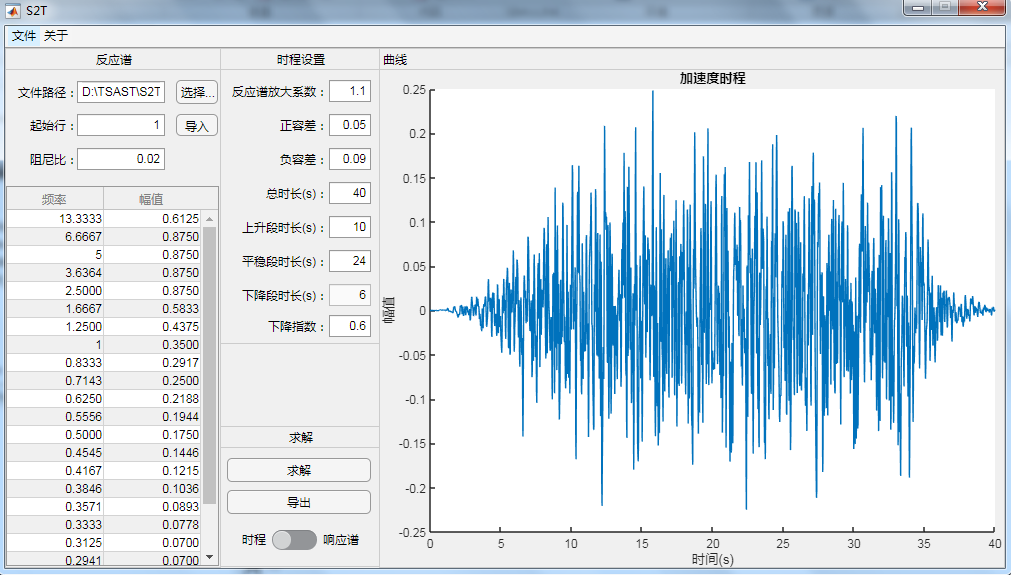 S2T
文件 关于
反应谱
文件路径： D:\TSAST\S2T 选择...
起始行： 1 导入
阻尼比： 0.02
频率 幅值
13.3333 0.6125
6.6667 0.8750
5 0.8750
3.6364 0.8750
2.5000 0.8750
1.6667 0.5833
1.2500 0.4375
1 0.3500
0.8333 0.2917
0.7143 0.2500
0.6250 0.2188
0.5556 0.1944
0.5000 0.1750
0.4545 0.1446
0.4167 0.1215
0.3846 0.1036
0.3571 0.0893
0.3333 0.0778
0.3125 0.0700
0.2941 0.0700
时程设置
反应谱放大系数： 1.1
正容差： 0.05
负容差： 0.09
总时长(s)： 40
上升段时长(s)： 10
平稳段时长(s)： 24
下降段时长(s)： 6
下降指数： 0.6
求解
求解
导出
时程 响应谱
曲线
加速度时程
幅值
0.25
0.2
0.15
0.1
0.05
0
-0.05
-0.1
-0.15
-0.2
-0.25
0 5 10 15 20 25 30 35 40
时间(s)